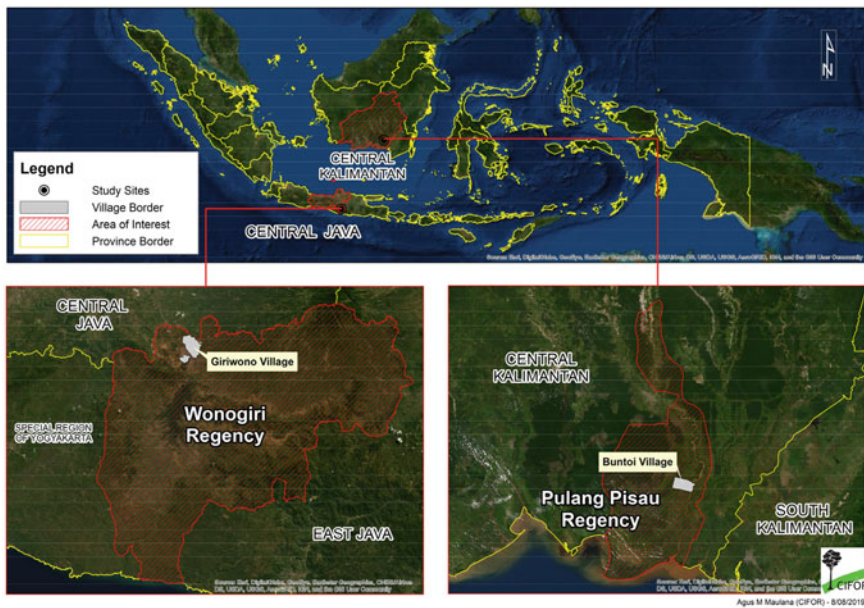 N
CENTRAL
KALIMANTAN
CENTRAL JAVA
Legend
Study Sites
Village Border
Area of Interest
Province Border
CENTRAL
JAVA
Giriwono Village
Wonogiri
Regency
SPECIAL REGION
OF YOGYAKARTA
EAST JAVA
CENTRAL
KALIMANTAN
Buntoi Village
Pulang Pisau
Regency
SOUTH
KALIMANTAN
CIFOR
Agus M Maulana (CIFOR) - 8/08/2019